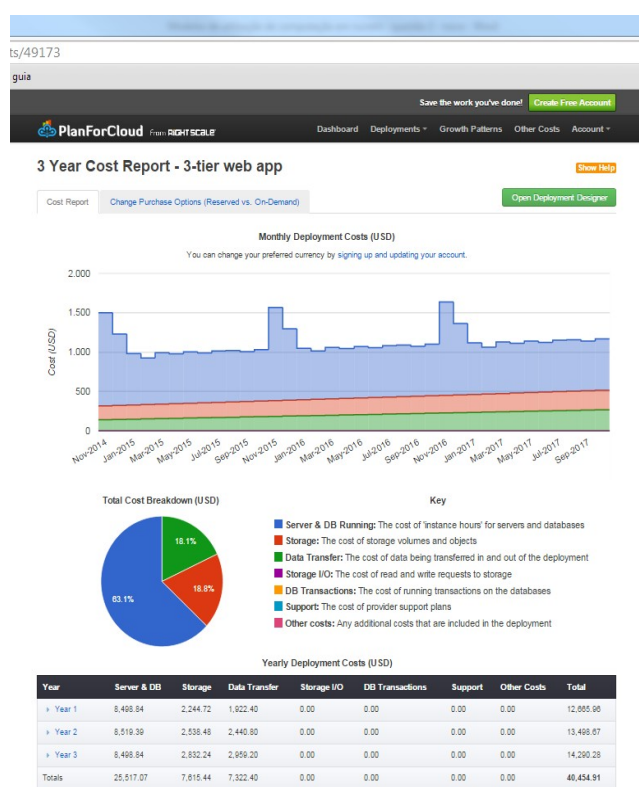 ts/49173
guia
Save the work you've done! Create Free Account
PlanForCloud From RIGHTSCALE
Dashboard Deployments Growth Patterns Other Costs Account
3 Year Cost Report - 3-tier web app
Show Help
Cost Report Change Purchase Options (Reserved vs. On-Demand) Open Deployment Designer
Monthly Deployment Costs (USD)
You can change your preferred currency by signing up and updating your account.
Cost (USD)
2.000
1.500
1.000
500
0
Nov-2014 Jan-2015 Mar-2015 May-2015 Jul-2015 Sep-2015 Nov-2015 Jan-2016 Mar-2016 May-2016 Jul-2016 Sep-2016 Nov-2016 Jan-2017 Mar-2017 May-2017 Jul-2017 Sep-2017
Total Cost Breakdown (USD)
18.1%
18.8%
63.1%
Key
Server & DB Running: The cost of 'instance hours' for servers and databases
Storage: The cost of storage volumes and objects
Data Transfer: The cost of data being transferred in and out of the deployment
Storage I/O: The cost of read and write requests to storage
DB Transactions: The cost of running transactions on the databases
Support: The cost of provider support plans
Other costs: Any additional costs that are included in the deployment
Yearly Deployment Costs (USD)
Year Server & DB Storage Data Transfer Storage I/O DB Transactions Support Other Costs Total
Year 1 8,498.84 2,244.72 1,922.40 0.00 0.00 0.00 0.00 12,665.96
Year 2 8,519.39 2,538.48 2,440.80 0.00 0.00 0.00 0.00 13,498.67
Year 3 8,498.84 2,832.24 2,959.20 0.00 0.00 0.00 0.00 14,290.28
Totals 25,517.07 7,615.44 7,322.40 0.00 0.00 0.00 0.00 40,454.91